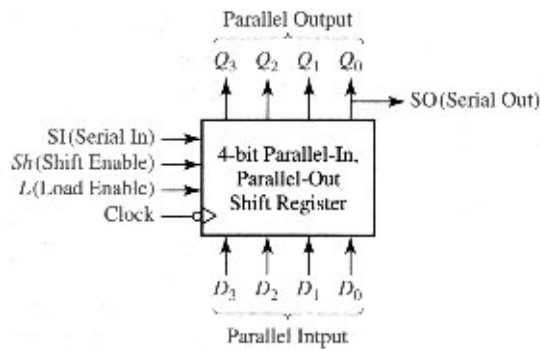 Parallel Output
Q3 Q2 Q1 Q0
SO(Serial Out)
SI(Serial In)
Sh(Shift Enable)
L(Load Enable)
Clock
4-bit Parallel-In,
Parallel-Out
Shift Register
D3 D2 D1 D0
Parallel Intput